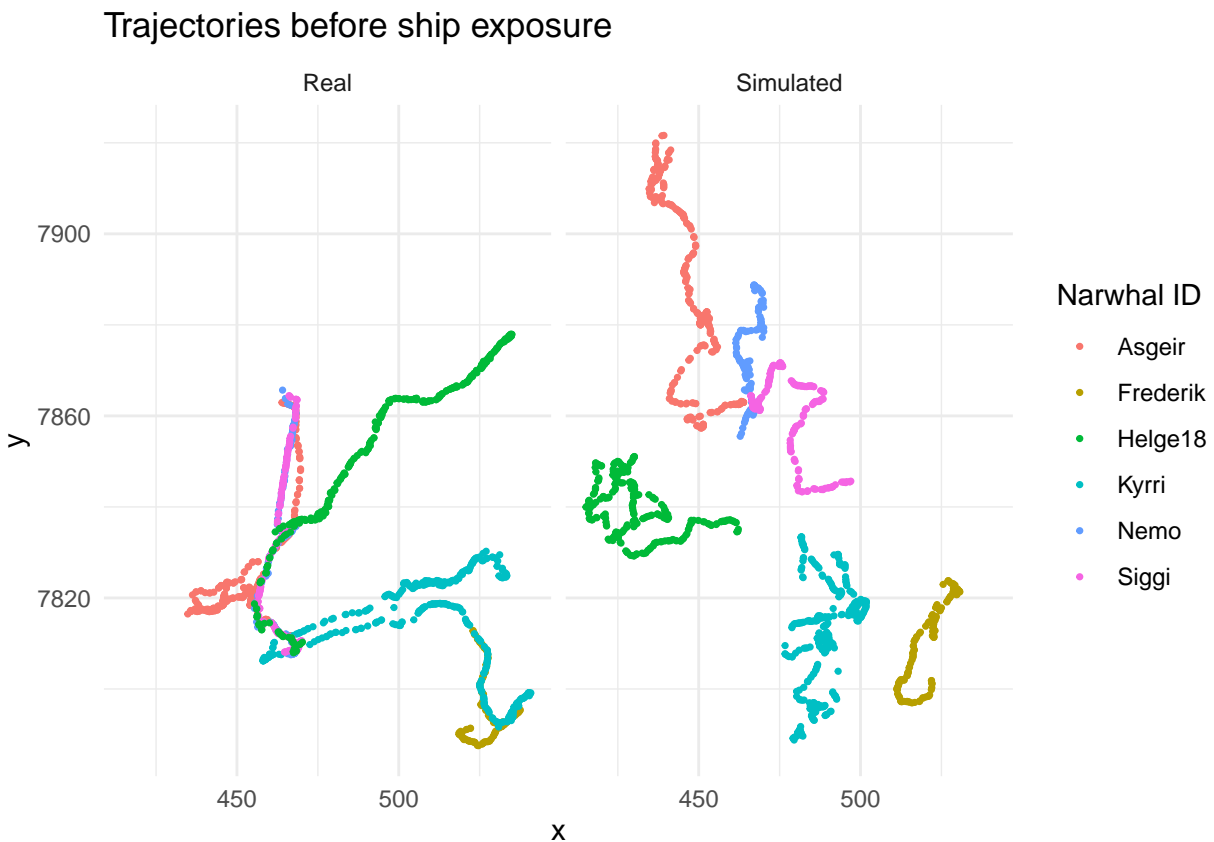 Trajectories before ship exposure
Real
Simulated
7900
7860
7820
y
450
500
450
500
x
Narwhal ID
Asgeir
Frederik
Helge18
Kyrri
Nemo
Siggi